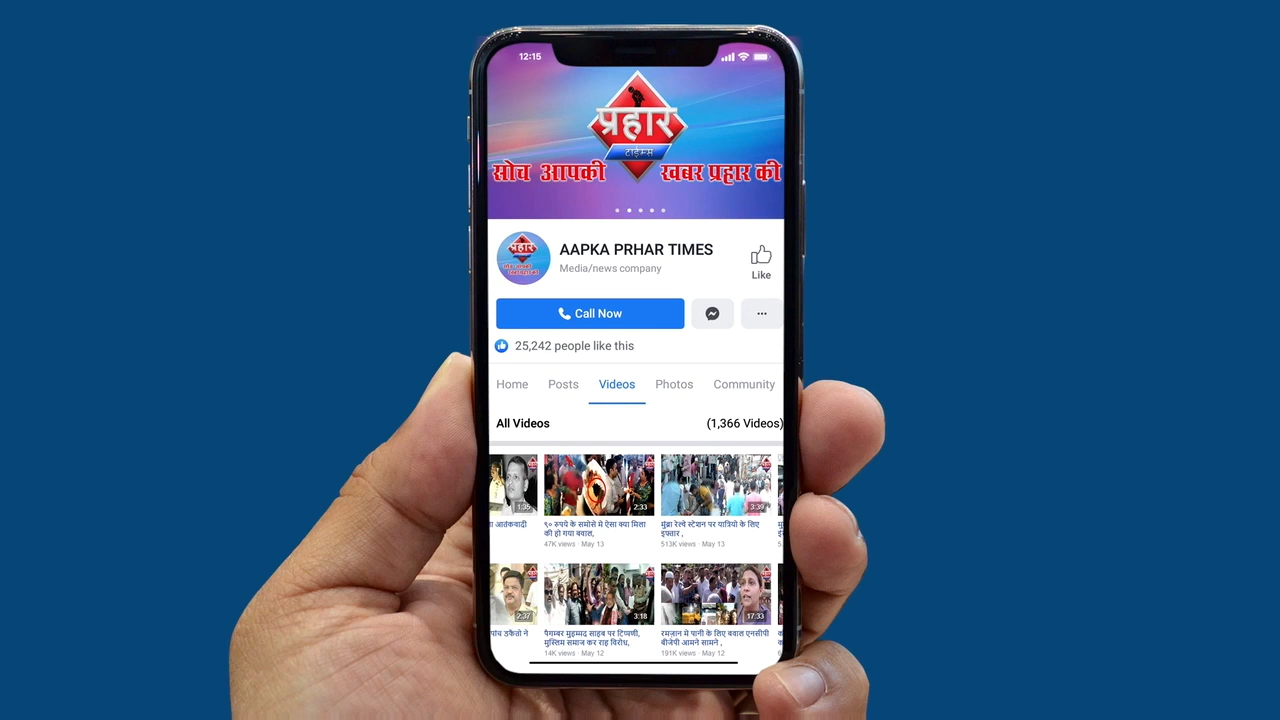 12:15
प्रहार
टाईम्स
सोच आपकी खबर प्रहार की
प्रहार
AAPKA PRHAR TIMES
Media/news company
Like
Call Now
25,242 people like this
Home Posts Videos Photos Community
All Videos (1,366 Videos)
1:35 2:33 3:39
ा आतंकवादी
१० रुपये के समोसे मे ऐसा क्या मिला
की हो गया बवाल,
47K views · May 13
मुंब्रा रेल्वे स्टेशन पर यात्रियो के लिए
इफ्तार ,
513K views · May 13
2:37 3:18 17:33
पांच डकैतो ने
पैगम्बर मुहम्मद साहब पर टिप्पणी,
मुस्लिम समाज कर राह विरोध,
14K views · May 12
रमज़ान मे पानी के लिए बवाल एनसीपी
बीजेपी आमने सामने ,
191K views · May 12